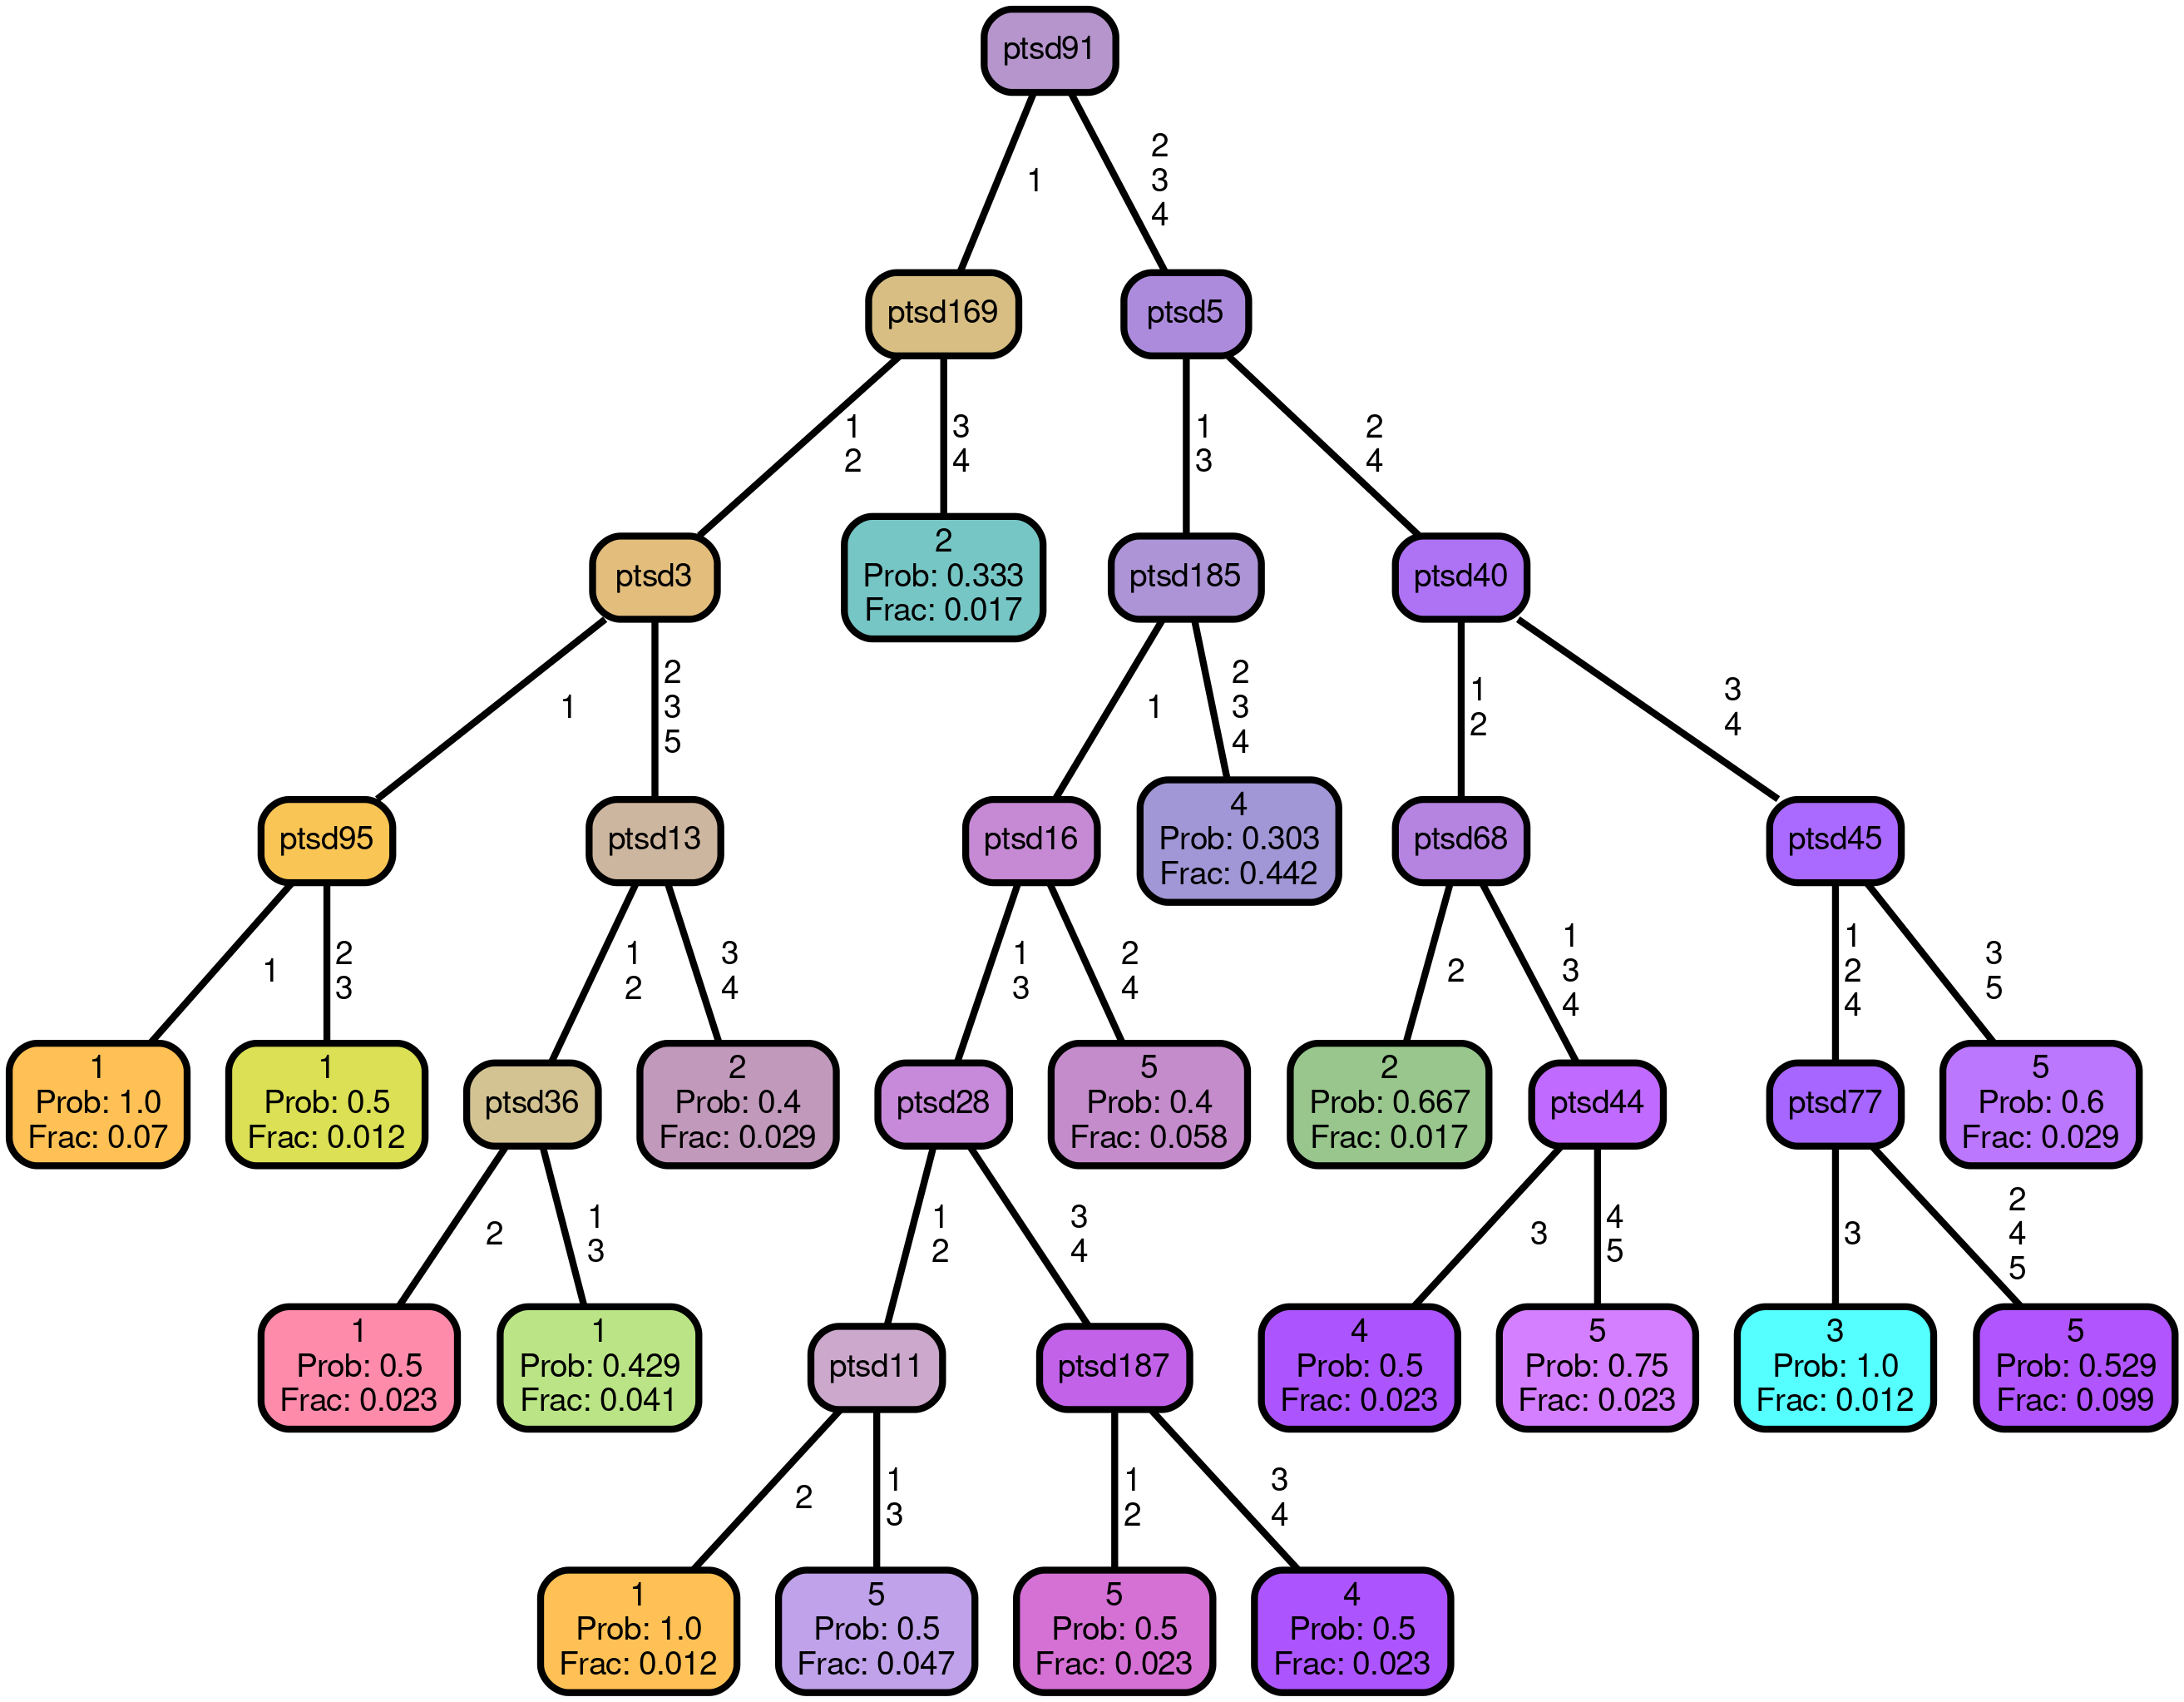 ptsd91
1
2
3
4
ptsd169
ptsd5
1
2
3
4
1
3
2
4
ptsd3
2
Prob: 0.333
Frac: 0.017
ptsd185
ptsd40
1
2
3
5
1
2
3
4
1
2
3
4
ptsd95
ptsd13
ptsd16
4
Prob: 0.303
Frac: 0.442
ptsd68
ptsd45
1
2
3
1
2
3
4
1
3
2
4
2
1
3
4
1
2
4
3
5
1
Prob: 1.0
Frac: 0.07
1
Prob: 0.5
Frac: 0.012
ptsd36
2
Prob: 0.4
Frac: 0.029
ptsd28
5
Prob: 0.4
Frac: 0.058
2
Prob: 0.667
Frac: 0.017
ptsd44
ptsd77
5
Prob: 0.6
Frac: 0.029
2
1
3
1
2
3
4
3
4
5
3
2
4
5
1
Prob: 0.5
Frac: 0.023
1
Prob: 0.429
Frac: 0.041
ptsd11
ptsd187
4
Prob: 0.5
Frac: 0.023
5
Prob: 0.75
Frac: 0.023
3
Prob: 1.0
Frac: 0.012
5
Prob: 0.529
Frac: 0.099
2
1
3
1
2
3
4
1
Prob: 1.0
Frac: 0.012
5
Prob: 0.5
Frac: 0.047
5
Prob: 0.5
Frac: 0.023
4
Prob: 0.5
Frac: 0.023